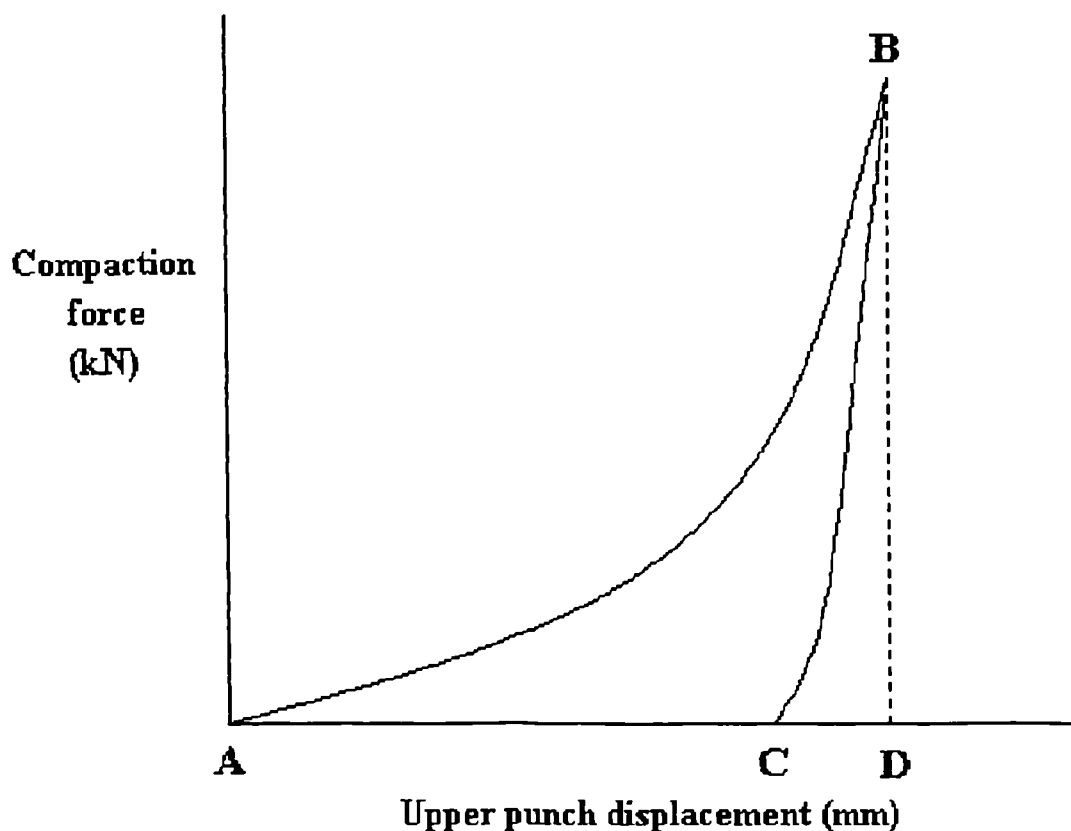 B
Compaction
force
(kN)
A
C
D
Upper punch displacement (mm)